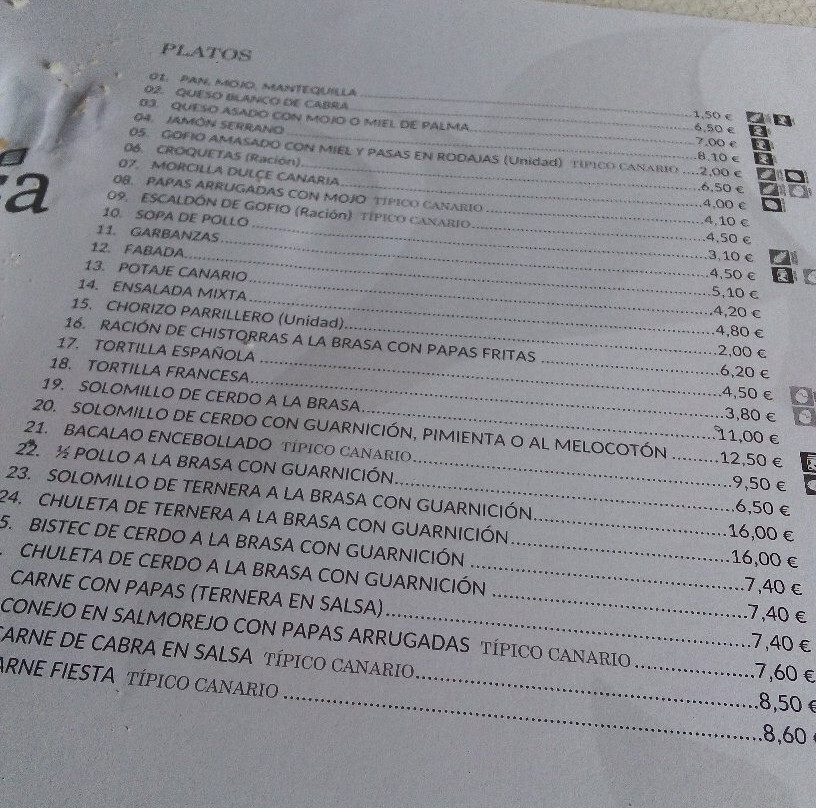 PLATOS
01. PAN, MOJO, MANTEQUILLA ... 1,50 €
02. QUESO BLANCO DE CABRA ... 6,50 €
03. QUESO ASADO CON MOJO O MIEL DE PALMA ... 7,00 €
04. JAMÓN SERRANO ... 8,10 €
05. GOFIO AMASADO CON MIEL Y PASAS EN RODAJAS (Unidad) TÍPICO CANARIO ... 2,00 €
06. CROQUETAS (Ración) ... 6,50 €
07. MORCILLA DULCE CANARIA ... 4,00 €
08. PAPAS ARRUGADAS CON MOJO TÍPICO CANARIO ... 4,10 €
09. ESCALDÓN DE GOFIO (Ración) TÍPICO CANARIO ... 4,50 €
10. SOPA DE POLLO ... 3,10 €
11. GARBANZAS ... 4,50 €
12. FABADA ... 5,10 €
13. POTAJE CANARIO ... 4,20 €
14. ENSALADA MIXTA ... 4,80 €
15. CHORIZO PARRILLERO (Unidad) ... 2,00 €
16. RACIÓN DE CHISTORRAS A LA BRASA CON PAPAS FRITAS ... 6,20 €
17. TORTILLA ESPAÑOLA ... 4,50 €
18. TORTILLA FRANCESA ... 3,80 €
19. SOLOMILLO DE CERDO A LA BRASA ... 11,00 €
20. SOLOMILLO DE CERDO CON GUARNICIÓN, PIMIENTA O AL MELOCOTÓN ... 12,50 €
21. BACALAO ENCEBOLLADO TÍPICO CANARIO ... 9,50 €
22. ½ POLLO A LA BRASA CON GUARNICIÓN ... 6,50 €
23. SOLOMILLO DE TERNERA A LA BRASA CON GUARNICIÓN ... 16,00 €
24. CHULETA DE TERNERA A LA BRASA CON GUARNICIÓN ... 16,00 €
5. BISTEC DE CERDO A LA BRASA CON GUARNICIÓN ... 7,40 €
. CHULETA DE CERDO A LA BRASA CON GUARNICIÓN ... 7,40 €
CARNE CON PAPAS (TERNERA EN SALSA) ... 7,40 €
CONEJO EN SALMOREJO CON PAPAS ARRUGADAS TÍPICO CANARIO ... 7,60 €
CARNE DE CABRA EN SALSA TÍPICO CANARIO ... 8,50 €
ARNE FIESTA TÍPICO CANARIO ... 8,60 €